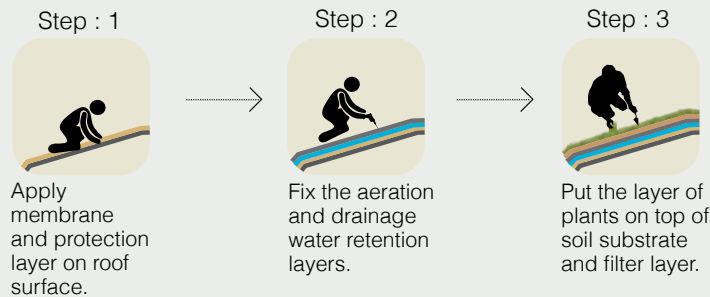 Step : 1
Apply
membrane
and protection
layer on roof
surface.
Step : 2
Fix the aeration
and drainage
water retention
layers.
Step : 3
Put the layer of
plants on top of
soil substrate
and filter layer.